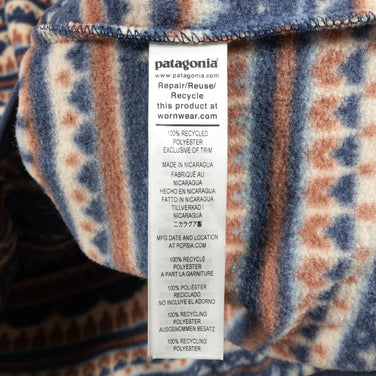 patagonia®
www.patagonia.com
Repair/Reuse/
Recycle
this product at
wornwear.com
100% RECYCLED
POLYESTER
EXCLUSIVE OF TRIM
MADE IN NICARAGUA
FABRIQUÉ AU
NICARAGUA
HECHO EN NICARAGUA
FATTO IN NICARAGUA
TILLVERKAD I
NICARAGUA
ニカラグア製
MFG DATE AND LOCATION
AT PCPSIA.COM
100% RECYCLÉ
POLYESTER
A PART LA GARNITURE
100% POLIÉSTER
RECICLADO
NO INCLUYE EL ADORNO
100% RECYCLING
POLYESTER
AUSGENOMMEN BESATZ
100% RECYCLING
POLYESTER